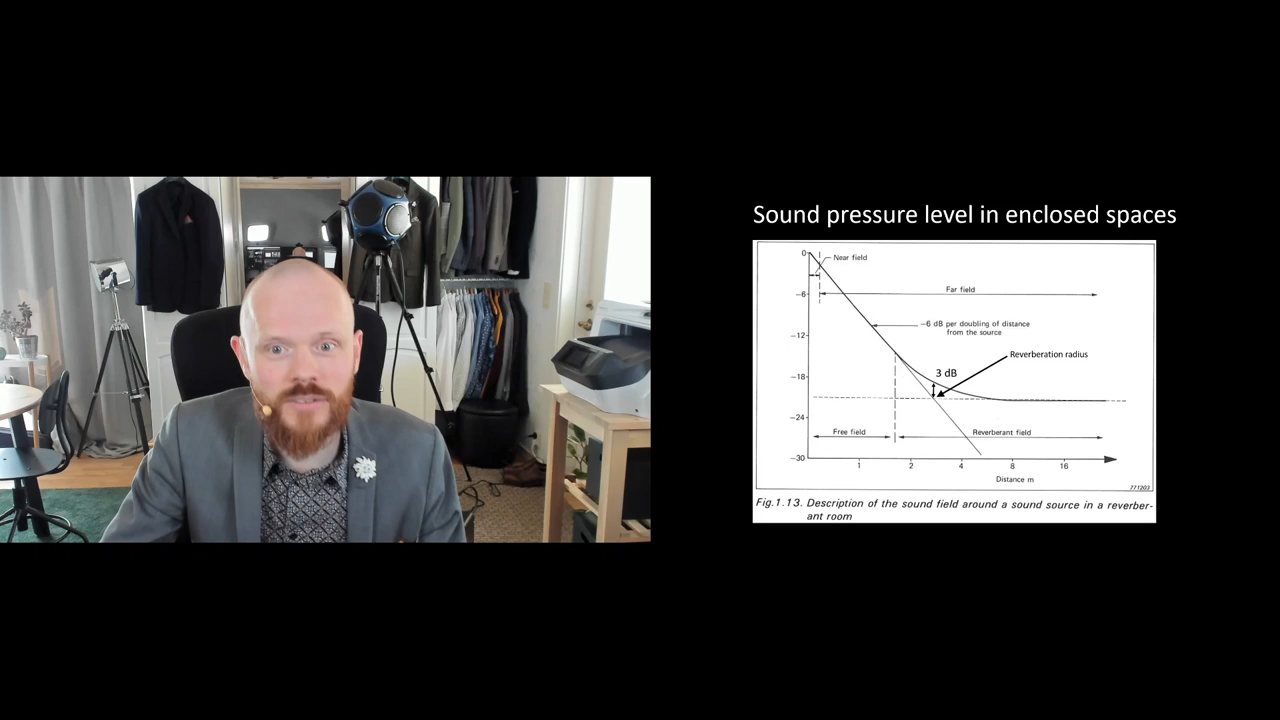 Sound pressure level in enclosed spaces
0
Near field
-6
Far field
-6 dB per doubling of distance
from the source
-12
Reverberation radius
-18
3 dB
-24
Free field
Reverberant field
-30
1
2
4
8
16
Distance m
771203
Fig.1.13. Description of the sound field around a sound source in a reverber-
ant room